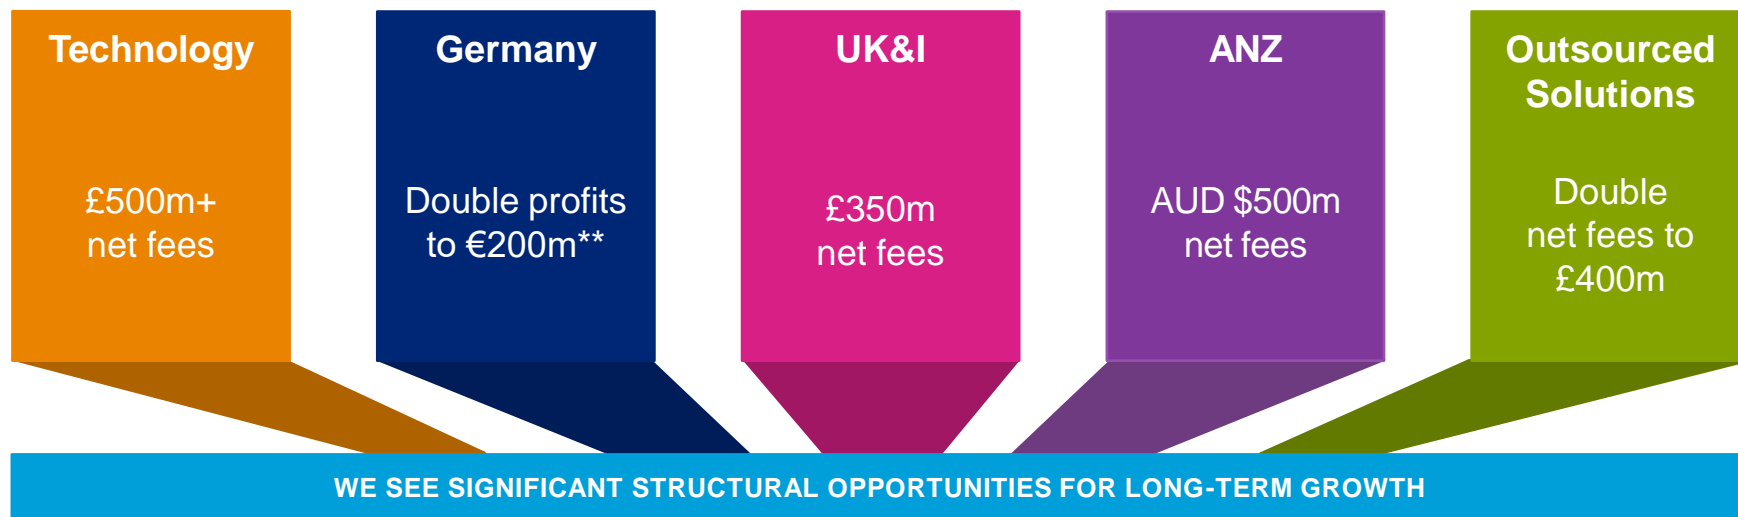 Technology
£500m+
net fees
Germany
Double profits
to €200m**
UK&I
£350m
net fees
ANZ
AUD $500m
net fees
Outsourced
Solutions
Double
net fees to
£400m
WE SEE SIGNIFICANT STRUCTURAL OPPORTUNITIES FOR LONG-TERM GROWTH